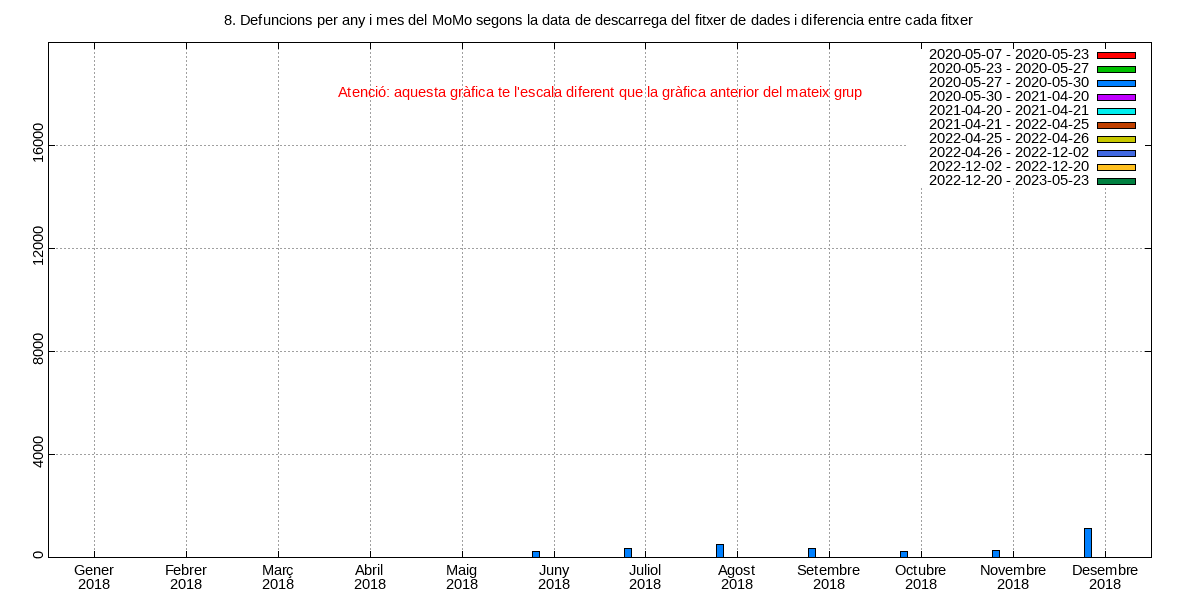 8. Defuncions per any i mes del MoMo segons la data de descarrega del fitxer de dades i diferencia entre cada fitxer
Atenció: aquesta gràfica te l'escala diferent que la gràfica anterior del mateix grup
2020-05-07 - 2020-05-23
2020-05-23 - 2020-05-27
2020-05-27 - 2020-05-30
2020-05-30 - 2021-04-20
2021-04-20 - 2021-04-21
2021-04-21 - 2022-04-25
2022-04-25 - 2022-04-26
2022-04-26 - 2022-12-02
2022-12-02 - 2022-12-20
2022-12-20 - 2023-05-23
16000
12000
8000
4000
0
Gener Febrer Març Abril Maig Juny Juliol Agost Setembre Octubre Novembre Desembre
2018 2018 2018 2018 2018 2018 2018 2018 2018 2018 2018 2018